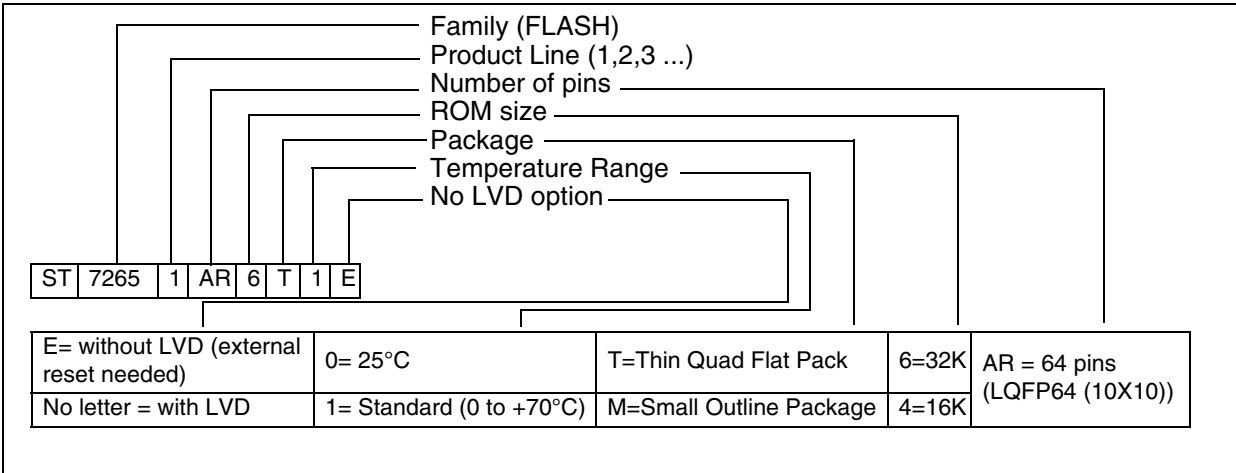 Family (FLASH)
Product Line (1,2,3 ...)
Number of pins
ROM size
Package
Temperature Range
No LVD option
ST 7265 1 AR 6 T 1 E
E= without LVD (external
reset needed)
0= 25°C
T=Thin Quad Flat Pack
6=32K
AR = 64 pins
(LQFP64 (10X10))
No letter = with LVD
1= Standard (0 to +70°C)
M=Small Outline Package
4=16K